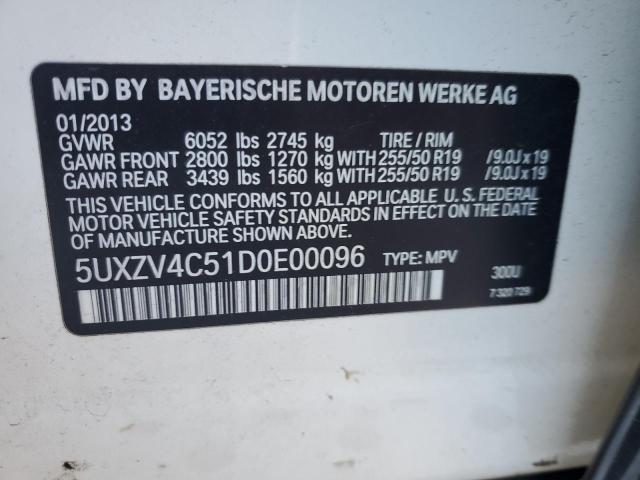 MFD BY BAYERISCHE MOTOREN WERKE AG
01/2013
GVWR 6052 lbs 2745 kg TIRE / RIM
GAWR FRONT 2800 lbs 1270 kg WITH 255/50 R19 /9.0J x 19
GAWR REAR 3439 lbs 1560 kg WITH 255/50 R19 /9.0J x 19
THIS VEHICLE CONFORMS TO ALL APPLICABLE U. S. FEDERAL
MOTOR VEHICLE SAFETY STANDARDS IN EFFECT ON THE DATE
OF MANUFACTURE SHOWN ABOVE.
5UXZV4C51D0E00096 TYPE: MPV 300U
7 320 729